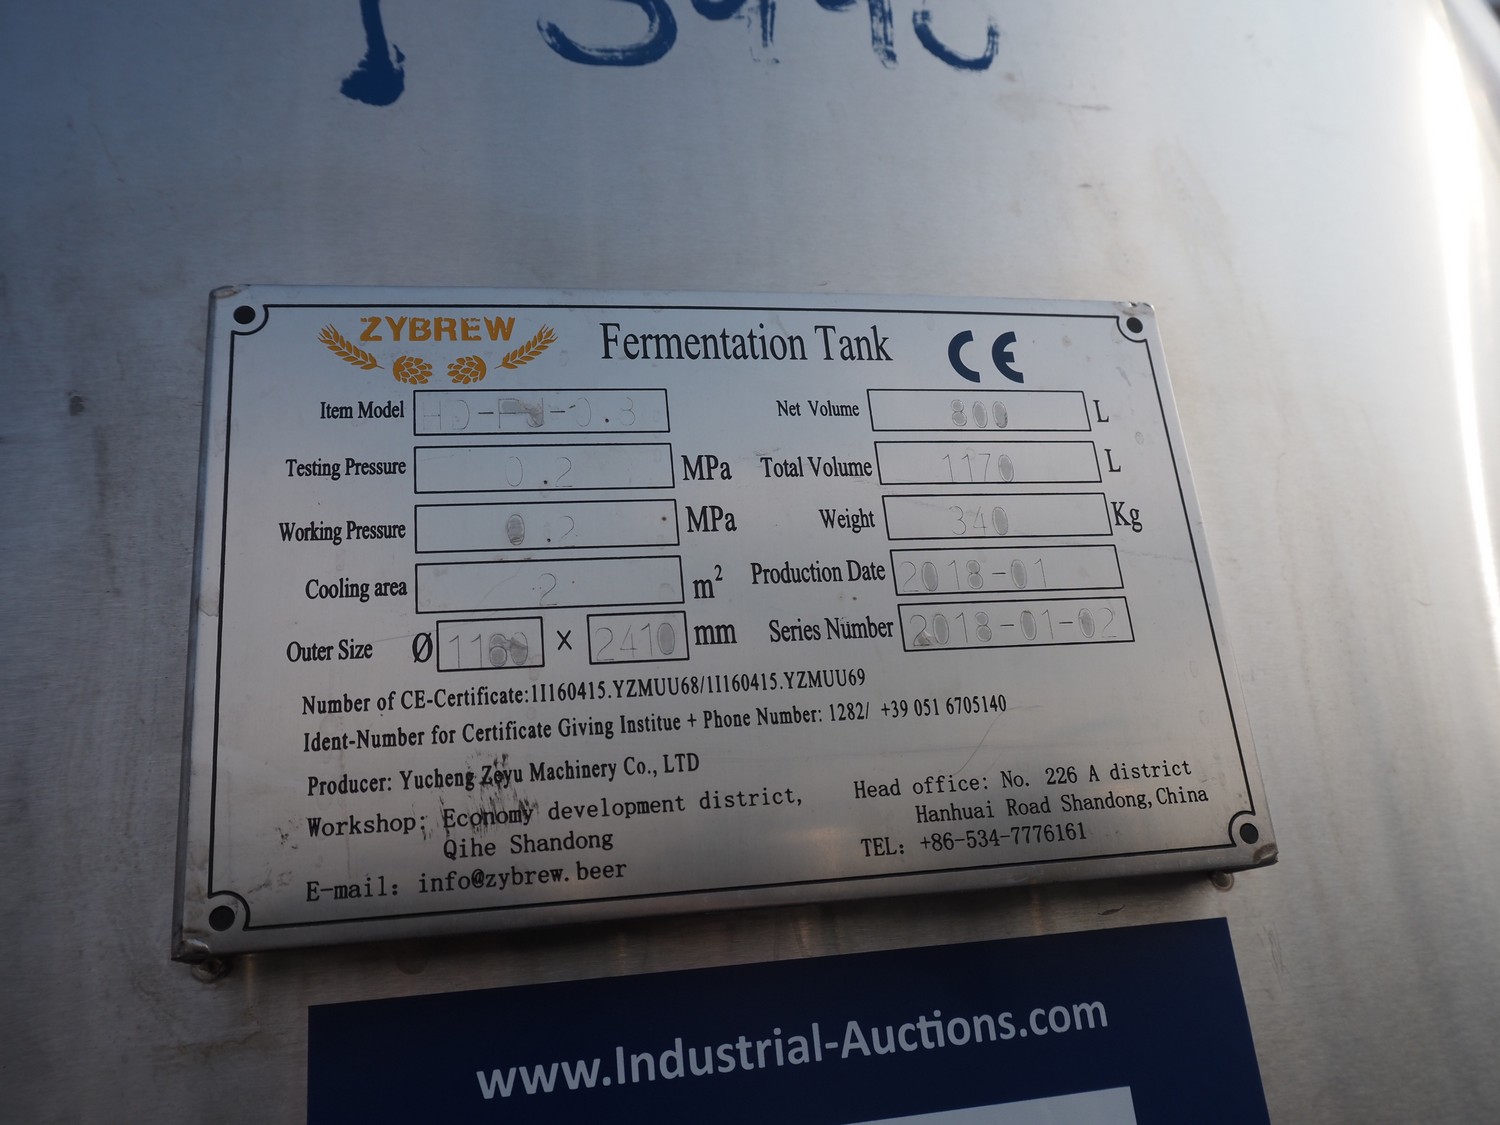 ZYBREW Fermentation Tank CE
Item Model
Net Volume 800 L
Testing Pressure 0.2 MPa
Total Volume 1170 L
Working Pressure 0.2 MPa
Weight 340 Kg
Cooling area 2 m²
Production Date 2018-01
Outer Size Ø 1160 x 2410 mm
Series Number 2018-01-02
Number of CE-Certificate:1I160415.YZMUU68/1I160415.YZMUU69
Ident-Number for Certificate Giving Institue + Phone Number: 1282/ +39 051 6705140
Producer: Yucheng Zeyu Machinery Co., LTD
Workshop: Economy development district,
Qihe Shandong
E-mail: info@zybrew.beer
Head office: No. 226 A district
Hanhuai Road Shandong,China
TEL: +86-534-7776161
www.Industrial-Auctions.com